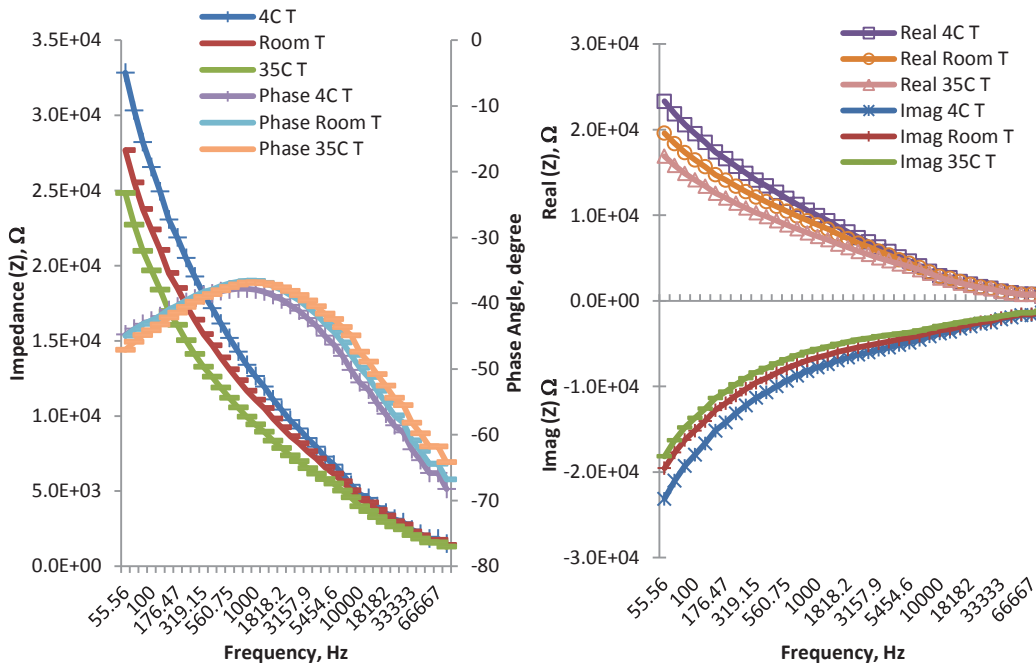 4C T
Room T
35C T
Phase 4C T
Phase Room T
Phase 35C T
Impedance (Z), Ω
3.5E+04
3.0E+04
2.5E+04
2.0E+04
1.5E+04
1.0E+04
5.0E+03
0.0E+00
0
-10
-20
-30
-40
-50
-60
-70
-80
Phase Angle, degree
55.56
100
176.47
319.15
560.75
1000
1818.2
3157.9
5454.6
10000
18182
33333
66667
Frequency, Hz
Real 4C T
Real Room T
Real 35C T
Imag 4C T
Imag Room T
Imag 35C T
Real (Z), Ω
3.0E+04
2.0E+04
1.0E+04
0.0E+00
Imag (Z) Ω
-1.0E+04
-2.0E+04
-3.0E+04
55.56
100
176.47
319.15
560.75
1000
1818.2
3157.9
5454.6
10000
18182
33333
66667
Frequency, Hz